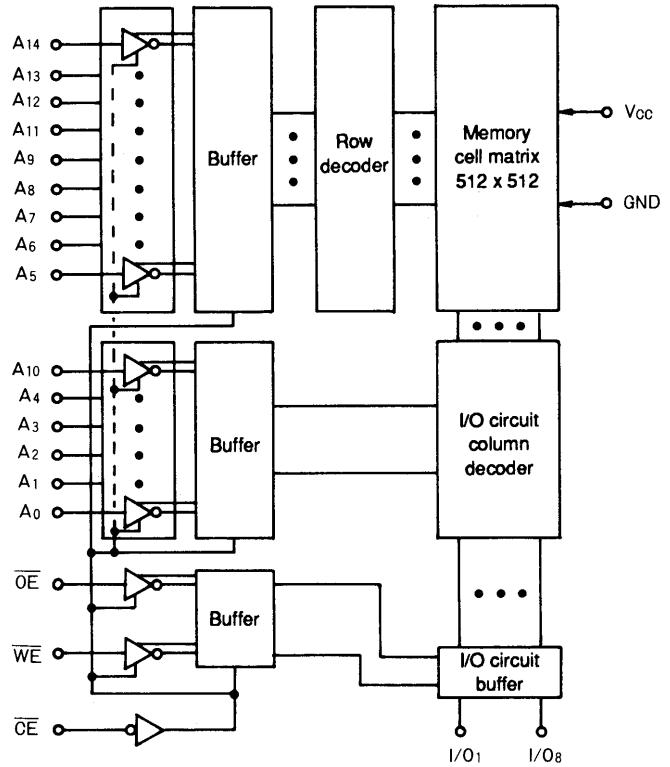 A14
A13
A12
A11
A9
A8
A7
A6
A5
Buffer
Row
decoder
Memory
cell matrix
512 x 512
VCC
GND
A10
A4
A3
A2
A1
A0
Buffer
I/O circuit
column
decoder
OE
WE
CE
Buffer
I/O circuit
buffer
I/O1
I/O8